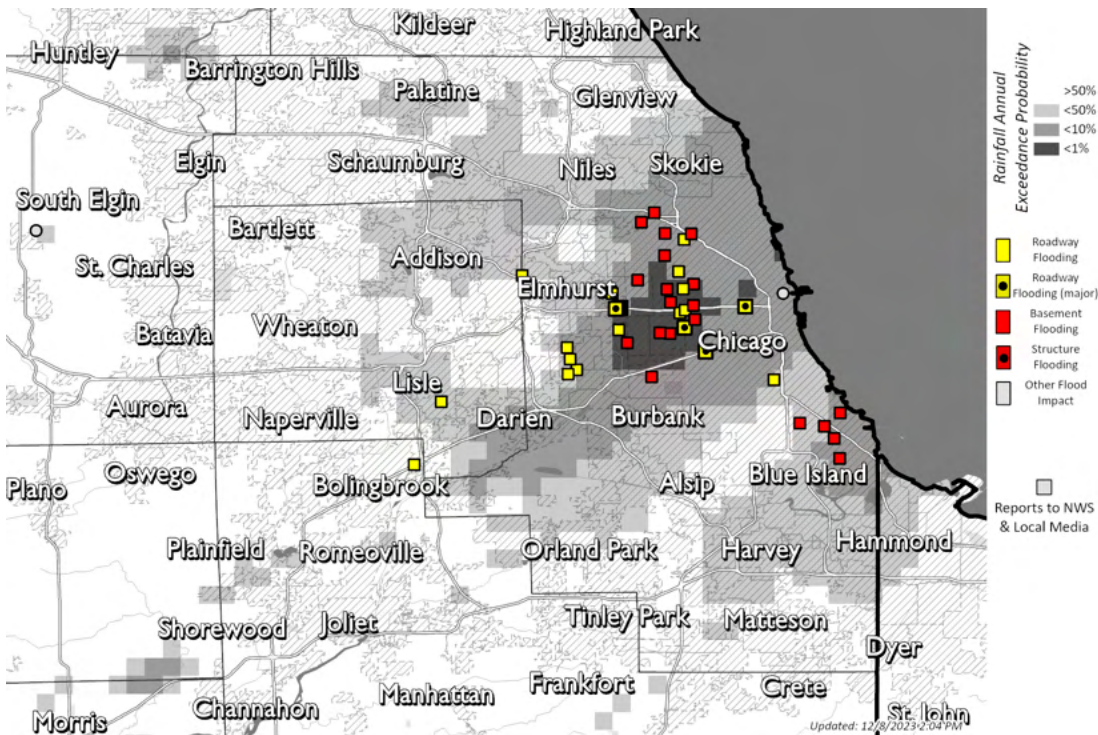 Kildeer
Highland Park
Huntley
Barrington Hills
Palatine
Glenview
Elgin
Schaumburg
Niles
Skokie
South Elgin
Bartlett
St. Charles
Addison
Elmhurst
Batavia
Wheaton
Chicago
Lisle
Aurora
Naperville
Darien
Burbank
Oswego
Plano
Bolingbrook
Alsip
Blue Island
Plainfield
Romeoville
Orland Park
Harvey
Hammond
Shorewood
Joliet
Tinley Park
Matteson
Dyer
Manhattan
Frankfort
Crete
Channahon
Morris
St. John
Updated: 12/8/2023 2:04 PM
Rainfall Annual
Exceedance Probability
>50%
<50%
<10%
<1%
Roadway
Flooding
Roadway
Flooding (major)
Basement
Flooding
Structure
Flooding
Other Flood
Impact
Reports to NWS
& Local Media